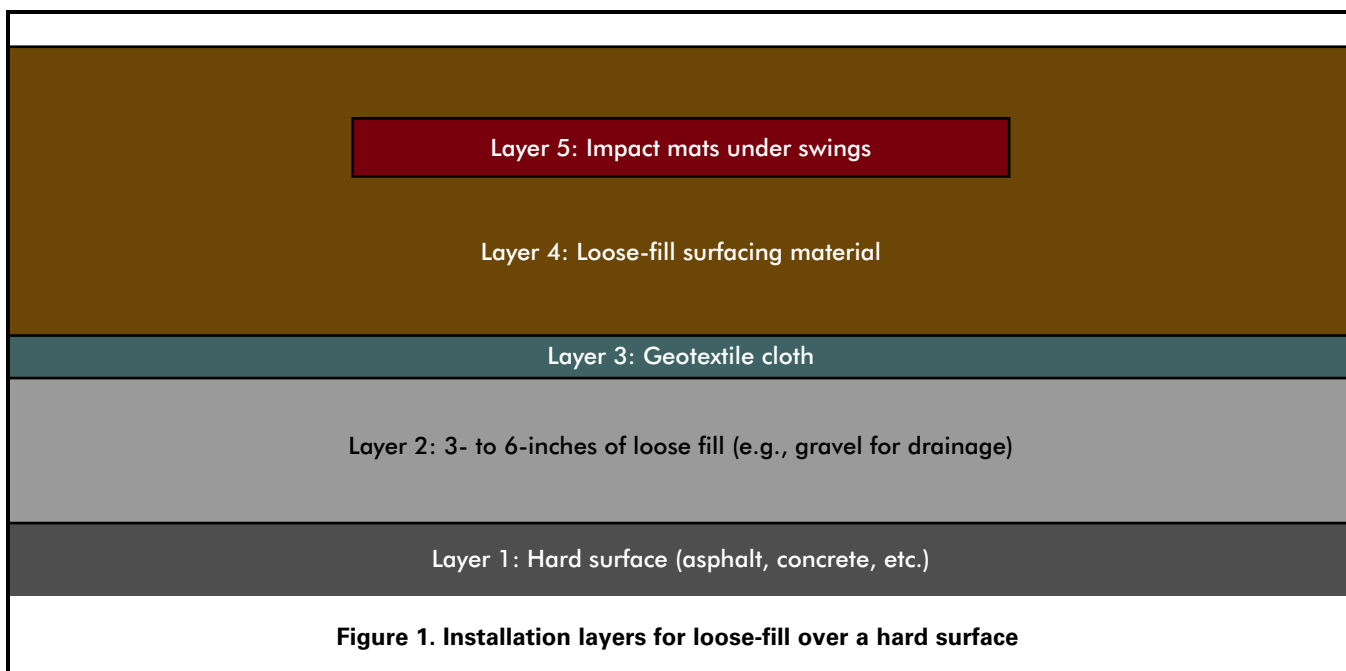 Layer 5: Impact mats under swings
Layer 4: Loose-fill surfacing material
Layer 3: Geotextile cloth
Layer 2: 3- to 6-inches of loose fill (e.g., gravel for drainage)
Layer 1: Hard surface (asphalt, concrete, etc.)
Figure 1. Installation layers for loose-fill over a hard surface